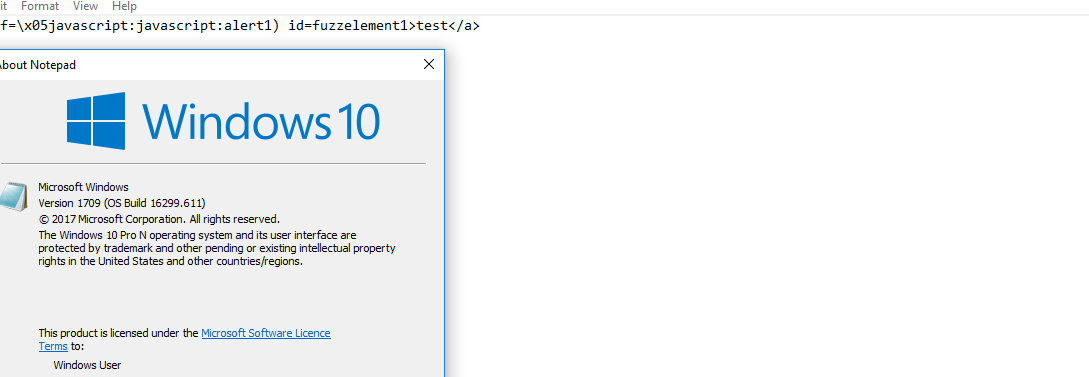 it Format View Help
f=\x05javascript:javascript:alert1) id=fuzzelement1>test</a>
About Notepad
Windows 10
Microsoft Windows
Version 1709 (OS Build 16299.611)
© 2017 Microsoft Corporation. All rights reserved.
The Windows 10 Pro N operating system and its user interface are
protected by trademark and other pending or existing intellectual property
rights in the United States and other countries/regions.
This product is licensed under the Microsoft Software Licence
Terms to:
Windows User